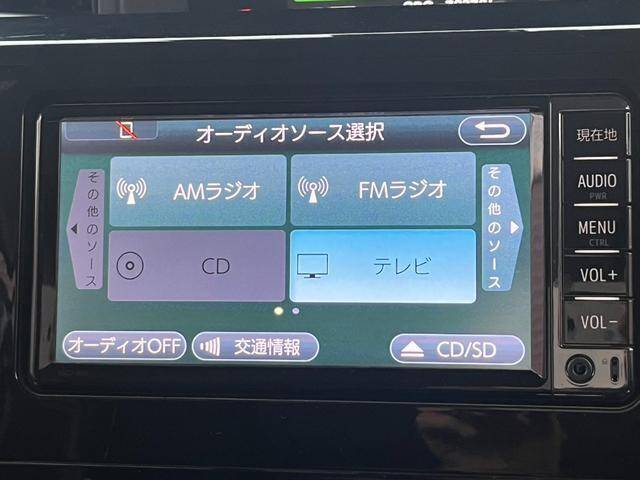 オーディオソース選択
現在地
AMラジオ
FMラジオ
その他のソース
その他のソース
AUDIO
PWR
MENU
CTRL
CD
テレビ
VOL+
VOL-
オーディオOFF
交通情報
CD/SD